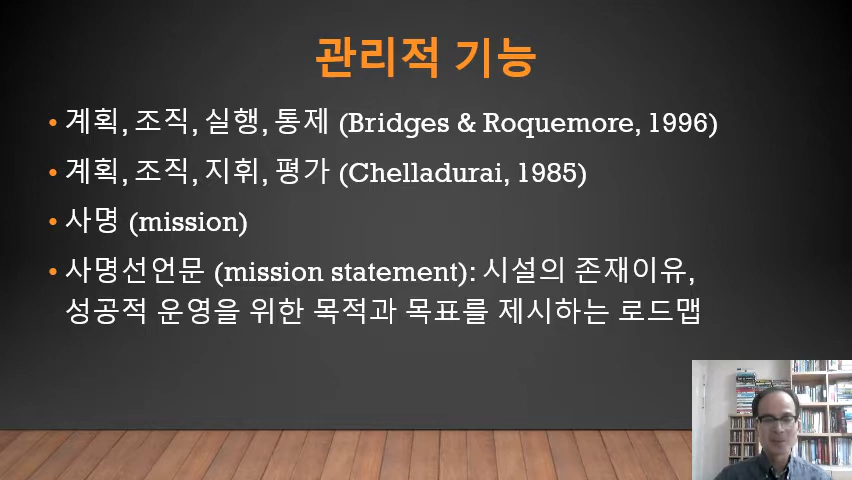 관리적 기능
• 계획, 조직, 실행, 통제 (Bridges & Roquemore, 1996)
• 계획, 조직, 지휘, 평가 (Chelladurai, 1985)
• 사명 (mission)
• 사명선언문 (mission statement): 시설의 존재이유,
성공적 운영을 위한 목적과 목표를 제시하는 로드맵